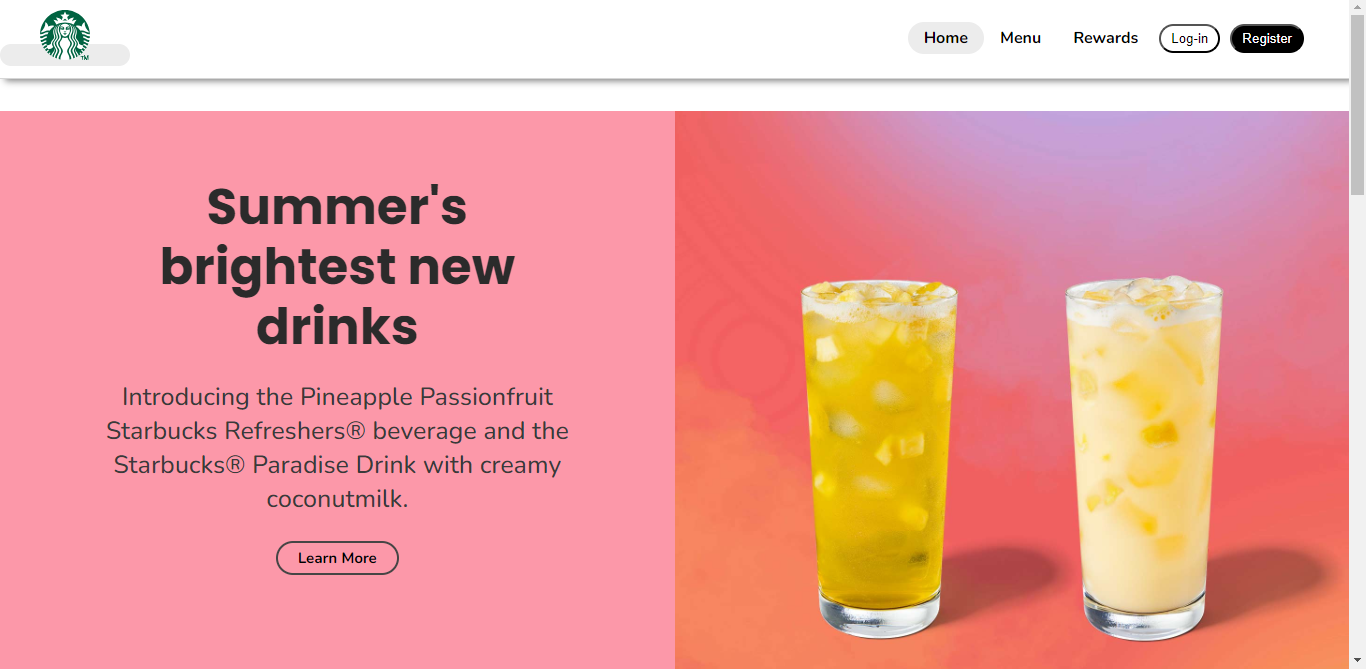 Home Menu Rewards Log-in Register
TM
Summer's
brightest new
drinks
Introducing the Pineapple Passionfruit
Starbucks Refreshers® beverage and the
Starbucks® Paradise Drink with creamy
coconutmilk.
Learn More